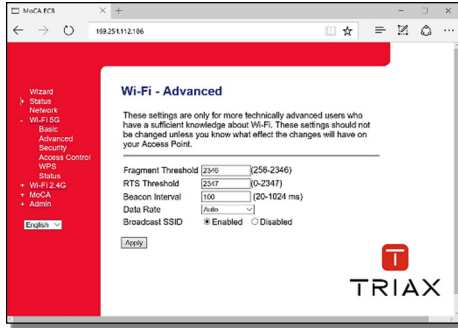 MoCA ECB
169.254.112.106
Wizard
Status
Network
Wi-Fi 5G
Basic
Advanced
Security
Access Control
WPS
Status
Wi-Fi 2.4G
MoCA
Admin
English
Wi-Fi - Advanced
These settings are only for more technically advanced users who
have a sufficient knowledge about Wi-Fi. These settings should not
be changed unless you know what effect the changes will have on
your Access Point.
Fragment Threshold 2346 (256-2346)
RTS Threshold 2347 (0-2347)
Beacon Interval 100 (20-1024 ms)
Data Rate Auto
Broadcast SSID Enabled Disabled
Apply
TRIAX